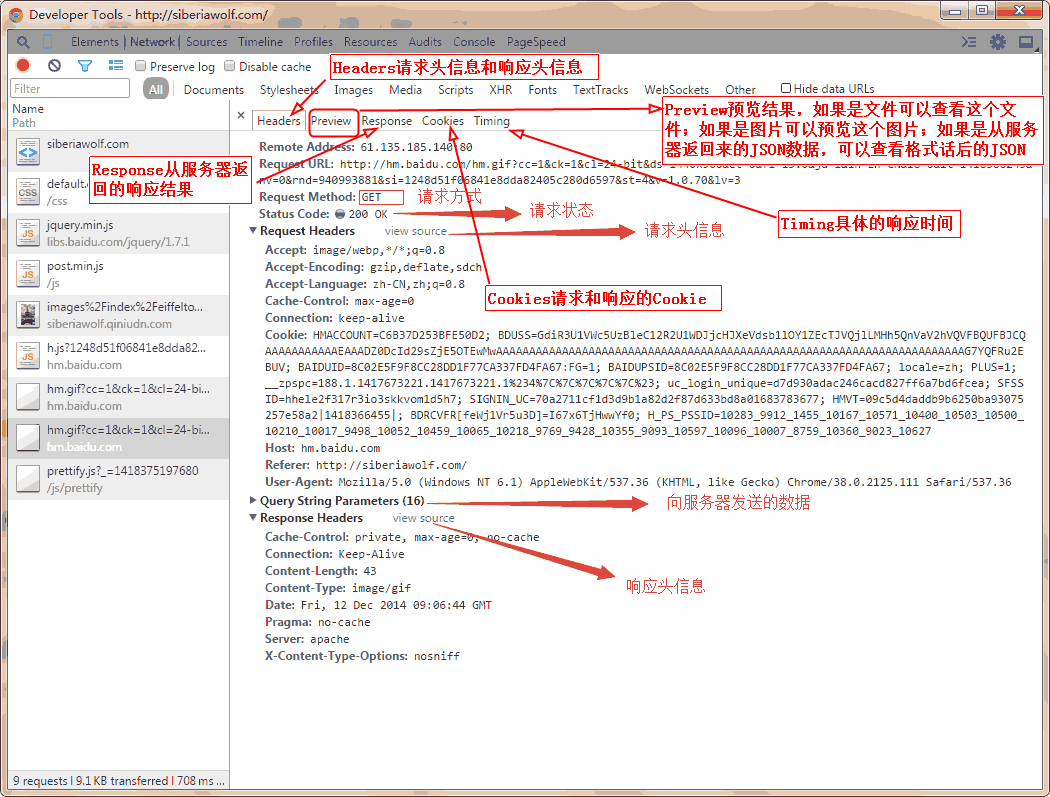 Developer Tools - http://siberiawolf.com/
Elements Network Sources Timeline Profiles Resources Audits Console PageSpeed
Preserve log Disable cache
Headers请求头信息和响应头信息
Filter
All Documents Stylesheets Images Media Scripts XHR Fonts TextTracks WebSockets Other Hide data URLs
Name
Path
× Headers Preview Response Cookies Timing
Preview预览结果，如果是文件可以查看这个文
件；如果是图片可以预览这个图片；如果是从服务
器返回来的JSON数据，可以查看格式话后的JSON
siberiawolf.com
default.
/css
jquery.min.js
libs.baidu.com/jquery/1.7.1
post.min.js
/js
images%2Findex%2Feiffelto...
siberiawolf.qiniudn.com
h.js?1248d51f06841e8dda82...
hm.baidu.com
hm.gif?cc=1&ck=1&cl=24-bi...
hm.baidu.com
hm.gif?cc=1&ck=1&cl=24-bi...
hm.baidu.com
prettify.js?_=1418375197680
/js/prettify
9 requests | 9.1 KB transferred | 708 ms ...
Response从服务器返
回的响应结果
Remote Address: 61.135.185.140:80
Request URL: http://hm.baidu.com/hm.gif?cc=1&ck=1&cl=24-bit&ds
nv=0&rnd=940993881&si=1248d51f06841e8dda82405c280d6597&st=4&v=1.0.70&lv=3
Request Method: GET 请求方式
Status Code: 200 OK 请求状态
Timing具体的响应时间
Request Headers view source 请求头信息
Accept: image/webp,*/*;q=0.8
Accept-Encoding: gzip,deflate,sdch
Accept-Language: zh-CN,zh;q=0.8
Cookies请求和响应的Cookie
Cache-Control: max-age=0
Connection: keep-alive
Cookie: HMACCOUNT=C6B37D253BFE50D2; BDUSS=GdiR3U1VWc5UzBleC12R2U1WDJjcHJXeVdsb1lOY1ZEcTJVQjlLMHh5QnVaV2hVQVFBQUFBJCQ
BUV; BAIDUID=8C02E5F9F8CC28DD1F77CA337FD4FA67:FG=1; BAIDUPSID=8C02E5F9F8CC28DD1F77CA337FD4FA67; locale=zh; PLUS=1;
__zpspc=188.1.1417673221.1417673221.1%234%7C%7C%7C%7C%7C%23; uc_login_unique=d7d930adac246cacd827ff6a7bd6fcea; SFSS
ID=hhe1e2f317r3io3skkvom1d5h7; SIGNIN_UC=70a2711cf1d3d9b1a82d2f87d633bd8a01683783677; HMVT=09c5d4daddb9b6250ba93075
257e58a2|1418366455|; BDRCVFR[feWj1Vr5u3D]=I67x6TjHwwYf0; H_PS_PSSID=10283_9912_1455_10167_10571_10400_10503_10500_
10210_10017_9498_10052_10459_10065_10218_9769_9428_10355_9093_10597_10096_10007_8759_10360_9023_10627
Host: hm.baidu.com
Referer: http://siberiawolf.com/
User-Agent: Mozilla/5.0 (Windows NT 6.1) AppleWebKit/537.36 (KHTML, like Gecko) Chrome/38.0.2125.111 Safari/537.36
Query String Parameters (16) 向服务器发送的数据
Response Headers view source
Cache-Control: private, max-age=0, no-cache
Connection: Keep-Alive
Content-Length: 43
Content-Type: image/gif
响应头信息
Date: Fri, 12 Dec 2014 09:06:44 GMT
Pragma: no-cache
Server: apache
X-Content-Type-Options: nosniff